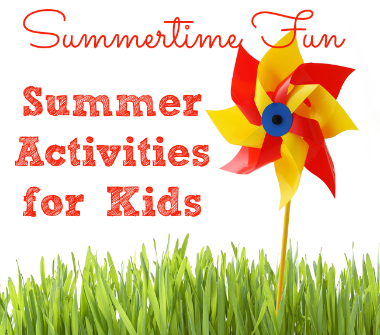 Summertime Fun
Summer
Activities
for Kids